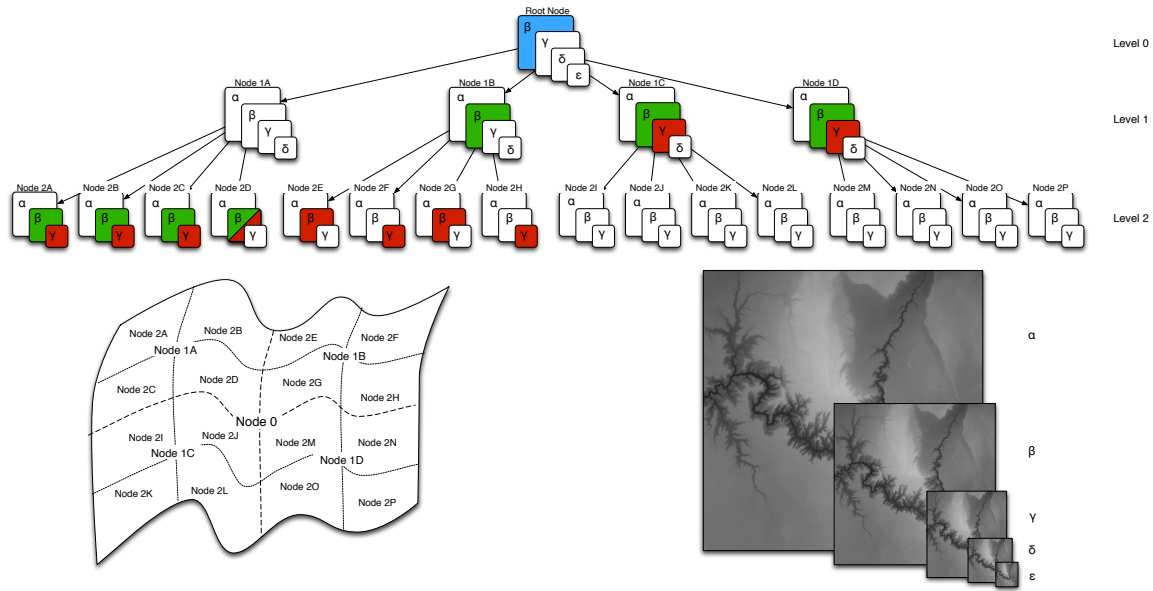 Root Node
β
γ
δ
ε
Level 0
Node 1A
α
β
γ
δ
Node 1B
α
β
γ
δ
Node 1C
α
β
γ
δ
Node 1D
α
β
γ
δ
Level 1
Node 2A
α
β
γ
Node 2B
α
β
γ
Node 2C
α
β
γ
Node 2D
α
β
γ
Node 2E
α
β
γ
Node 2F
α
β
γ
Node 2G
α
β
γ
Node 2H
α
β
γ
Node 2I
α
β
γ
Node 2J
α
β
γ
Node 2K
α
β
γ
Node 2L
α
β
γ
Node 2M
α
β
γ
Node 2N
α
β
γ
Node 2O
α
β
γ
Node 2P
α
β
γ
Level 2
Node 2A
Node 2B
Node 2E
Node 2F
Node 1A
Node 1B
Node 2C
Node 2D
Node 2G
Node 2H
Node 0
Node 2I
Node 2J
Node 2M
Node 2N
Node 1C
Node 1D
Node 2K
Node 2L
Node 2O
Node 2P
α
β
γ
δ
ε